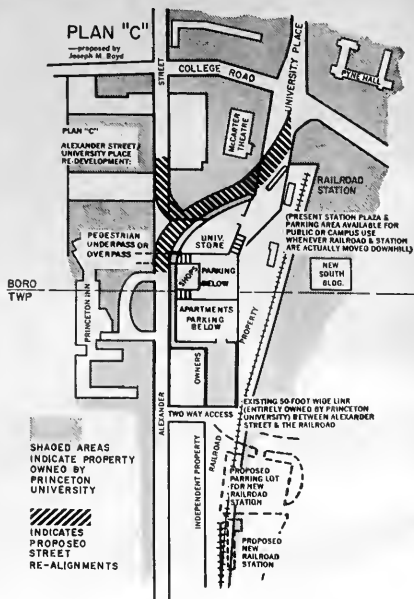 PLAN "C"
—proposed by
Joseph M. Boyd
STREET
COLLEGE ROAD
UNIVERSITY PLACE
PYNE HALL
PLAN "C"
ALEXANDER STREET/
UNIVERSITY PLACE
RE-DEVELOPMENT:
McCARTER
THEATRE
RAILROAD
STATION
(PRESENT STATION PLAZA &
PARKING AREA AVAILABLE FOR
PUBLIC OR CAMPUS USE
WHENEVER RAILROAD & STATION
ARE ACTUALLY MOVED DOWNHILL)
PEDESTRIAN
UNDERPASS OR
OVERPASS
UNIV.
STORE
SHOPS
PARKING
BELOW
NEW
SOUTH
BLDG.
BORO
TWP
PRINCETON INN
APARTMENTS
PARKING
BELOW
PROPERTY
OWNERS
EXISTING 50-FOOT WIDE LINK
(ENTIRELY OWNED BY PRINCETON
UNIVERSITY) BETWEEN ALEXANDER
STREET & THE RAILROAD
ALEXANDER
TWO WAY ACCESS
INDEPENDENT PROPERTY
RAILROAD
SHADED AREAS
INDICATE PROPERTY
OWNED BY
PRINCETON
UNIVERSITY
PROPOSED
PARKING LOT
FOR NEW
RAILROAD
STATION
INDICATES
PROPOSED
STREET
RE-ALIGNMENTS
PROPOSED
NEW
RAILROAD
STATION